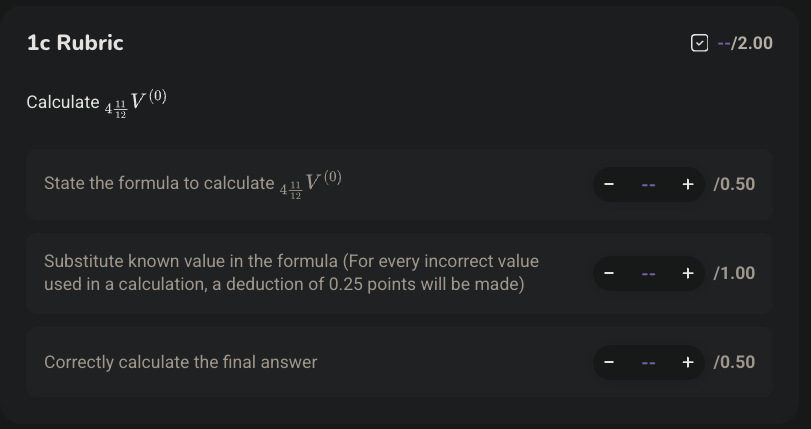 1c Rubric
--/2.00
Calculate $_{4\frac{11}{12}}V^{(0)}$
State the formula to calculate $_{4\frac{11}{12}}V^{(0)}$
− -- + /0.50
Substitute known value in the formula (For every incorrect value
used in a calculation, a deduction of 0.25 points will be made)
− -- + /1.00
Correctly calculate the final answer
− -- + /0.50